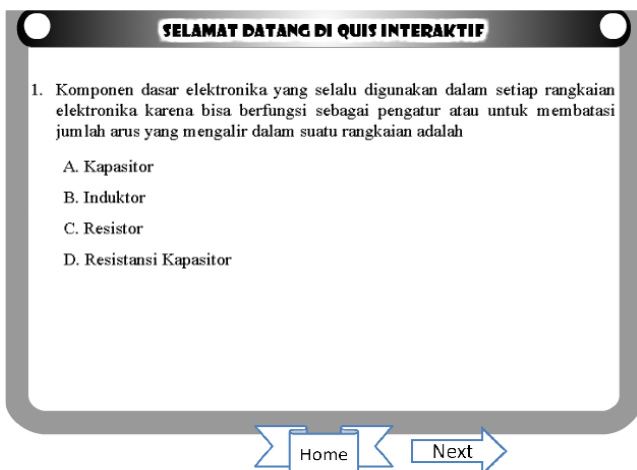 SELAMAT DATANG DI QUIS INTERAKTIF
1. Komponen dasar elektronika yang selalu digunakan dalam setiap rangkaian
elektronika karena bisa berfungsi sebagai pengatur atau untuk membatasi
jumlah arus yang mengalir dalam suatu rangkaian adalah
A. Kapasitor
B. Induktor
C. Resistor
D. Resistansi Kapasitor
Home
Next